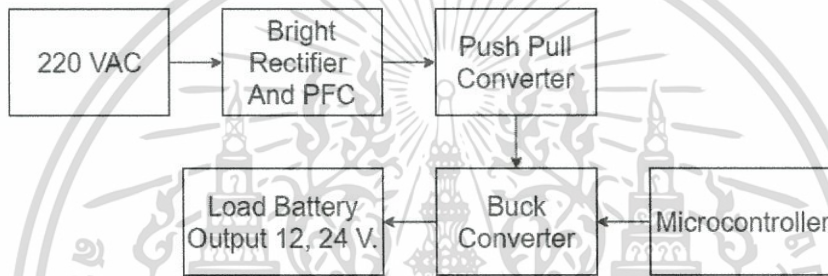 220 VAC
Bright
Rectifier
And PFC
Push Pull
Converter
Load Battery
Output 12, 24 V.
Buck
Converter
Microcontroller